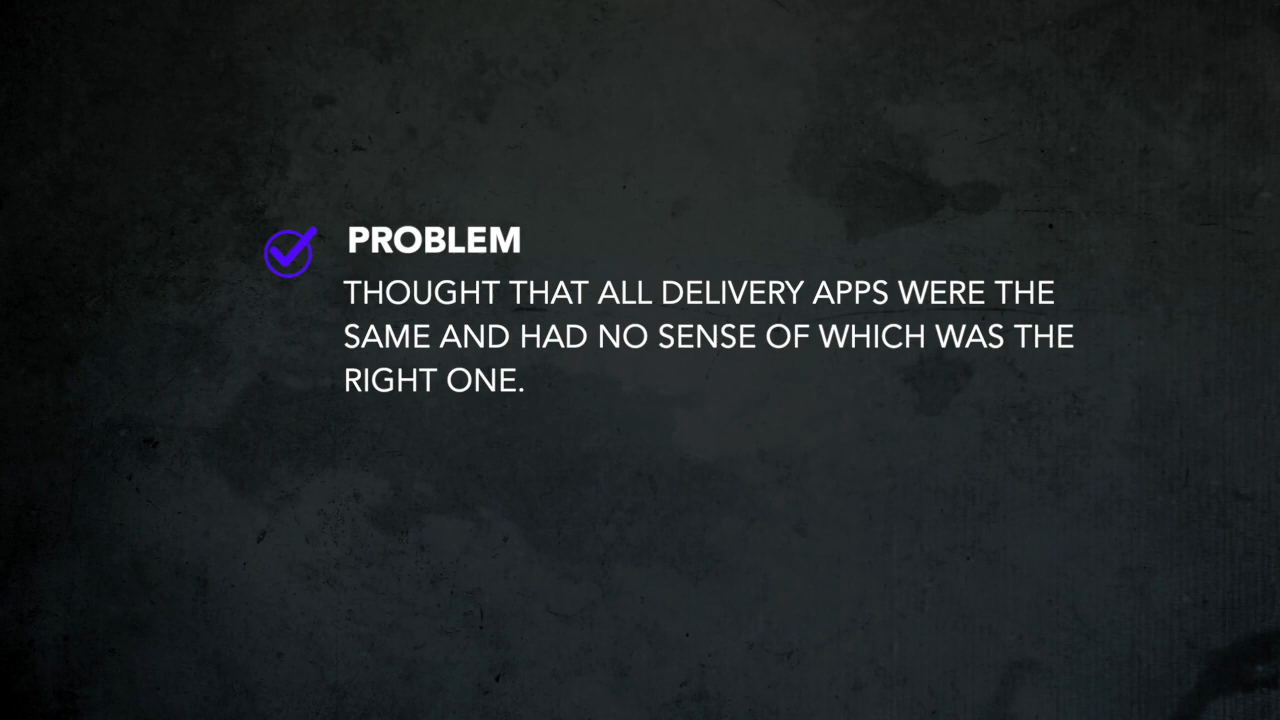 PROBLEM
THOUGHT THAT ALL DELIVERY APPS WERE THE
SAME AND HAD NO SENSE OF WHICH WAS THE
RIGHT ONE.